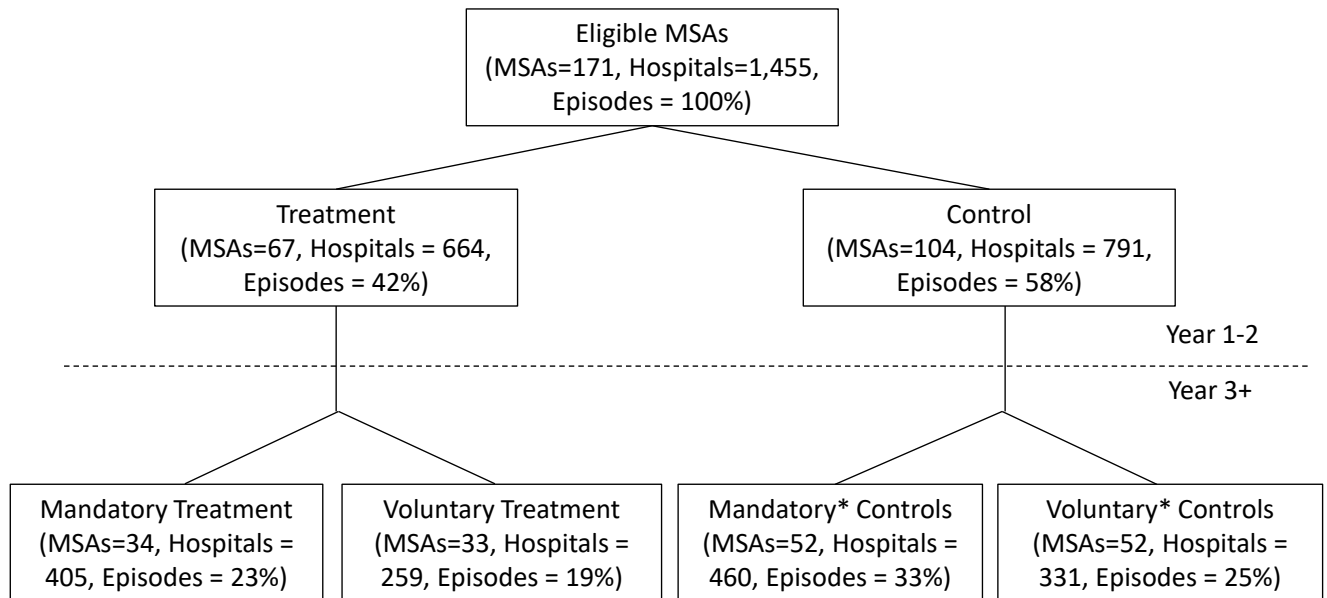 Eligible MSAs
(MSAs=171, Hospitals=1,455,
Episodes = 100%)
Treatment
(MSAs=67, Hospitals = 664,
Episodes = 42%)
Control
(MSAs=104, Hospitals = 791,
Episodes = 58%)
Year 1-2
Year 3+
Mandatory Treatment
(MSAs=34, Hospitals =
405, Episodes = 23%)
Voluntary Treatment
(MSAs=33, Hospitals =
259, Episodes = 19%)
Mandatory* Controls
(MSAs=52, Hospitals =
460, Episodes = 33%)
Voluntary* Controls
(MSAs=52, Hospitals =
331, Episodes = 25%)